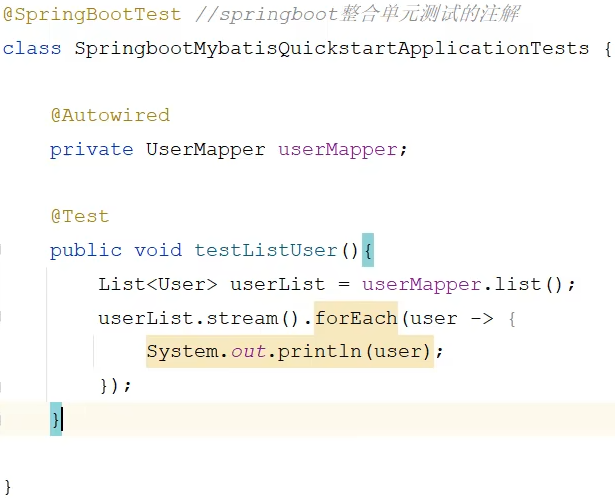 @SpringBootTest //springboot整合单元测试的注解
class SpringbootMybatisQuickstartApplicationTests {
@Autowired
private UserMapper userMapper;
@Test
public void testListUser(){
List<User> userList = userMapper.list();
userList.stream().forEach(user -> {
System.out.println(user);
});
}
}